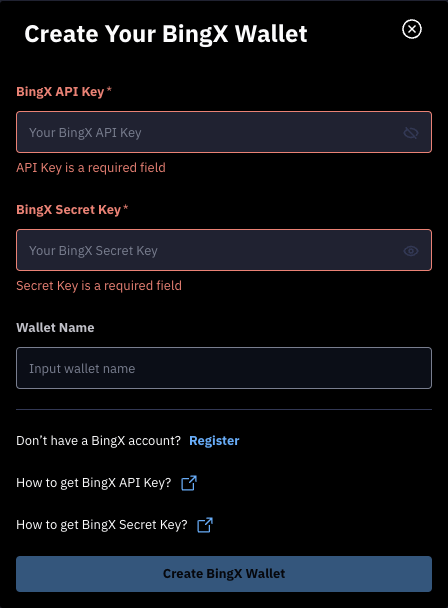 Create Your BingX Wallet
BingX API Key*
Your BingX API Key
API Key is a required field
BingX Secret Key*
Your BingX Secret Key
Secret Key is a required field
Wallet Name
Input wallet name
Don’t have a BingX account? Register
How to get BingX API Key?
How to get BingX Secret Key?
Create BingX Wallet